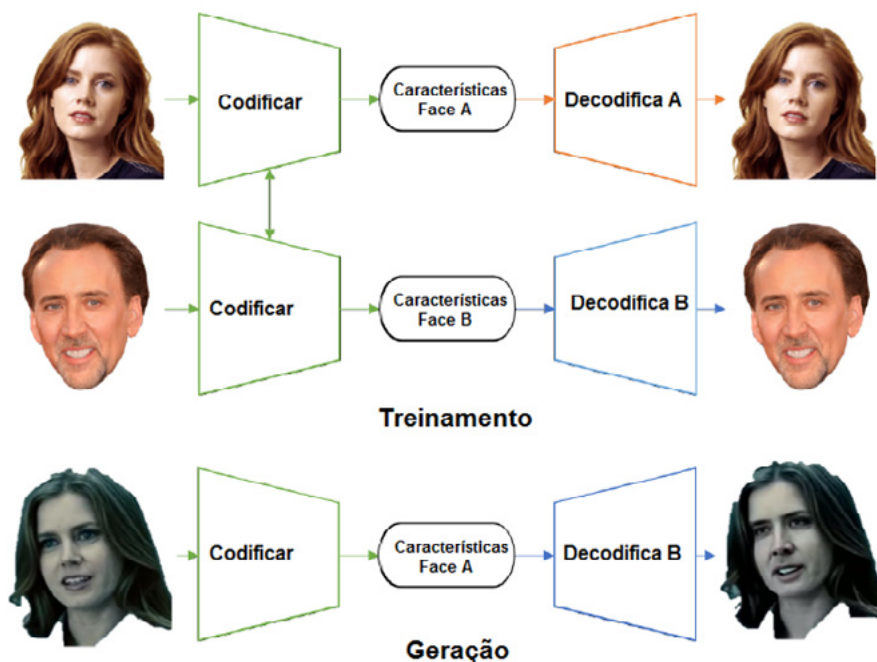 Codificar
Características
Face A
Decodifica A
Codificar
Características
Face B
Decodifica B
Treinamento
Codificar
Características
Face A
Decodifica B
Geração